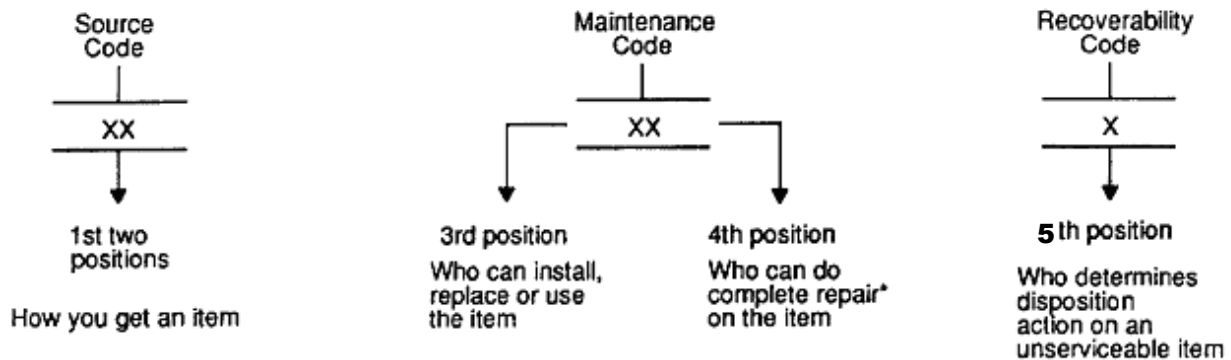 Source
Code
XX
1st two
positions
How you get an item
Maintenance
Code
XX
3rd position
Who can install,
replace or use
the item
4th position
Who can do
complete repair*
on the item
Recoverability
Code
X
5th position
Who determines
disposition
action on an
unserviceable item